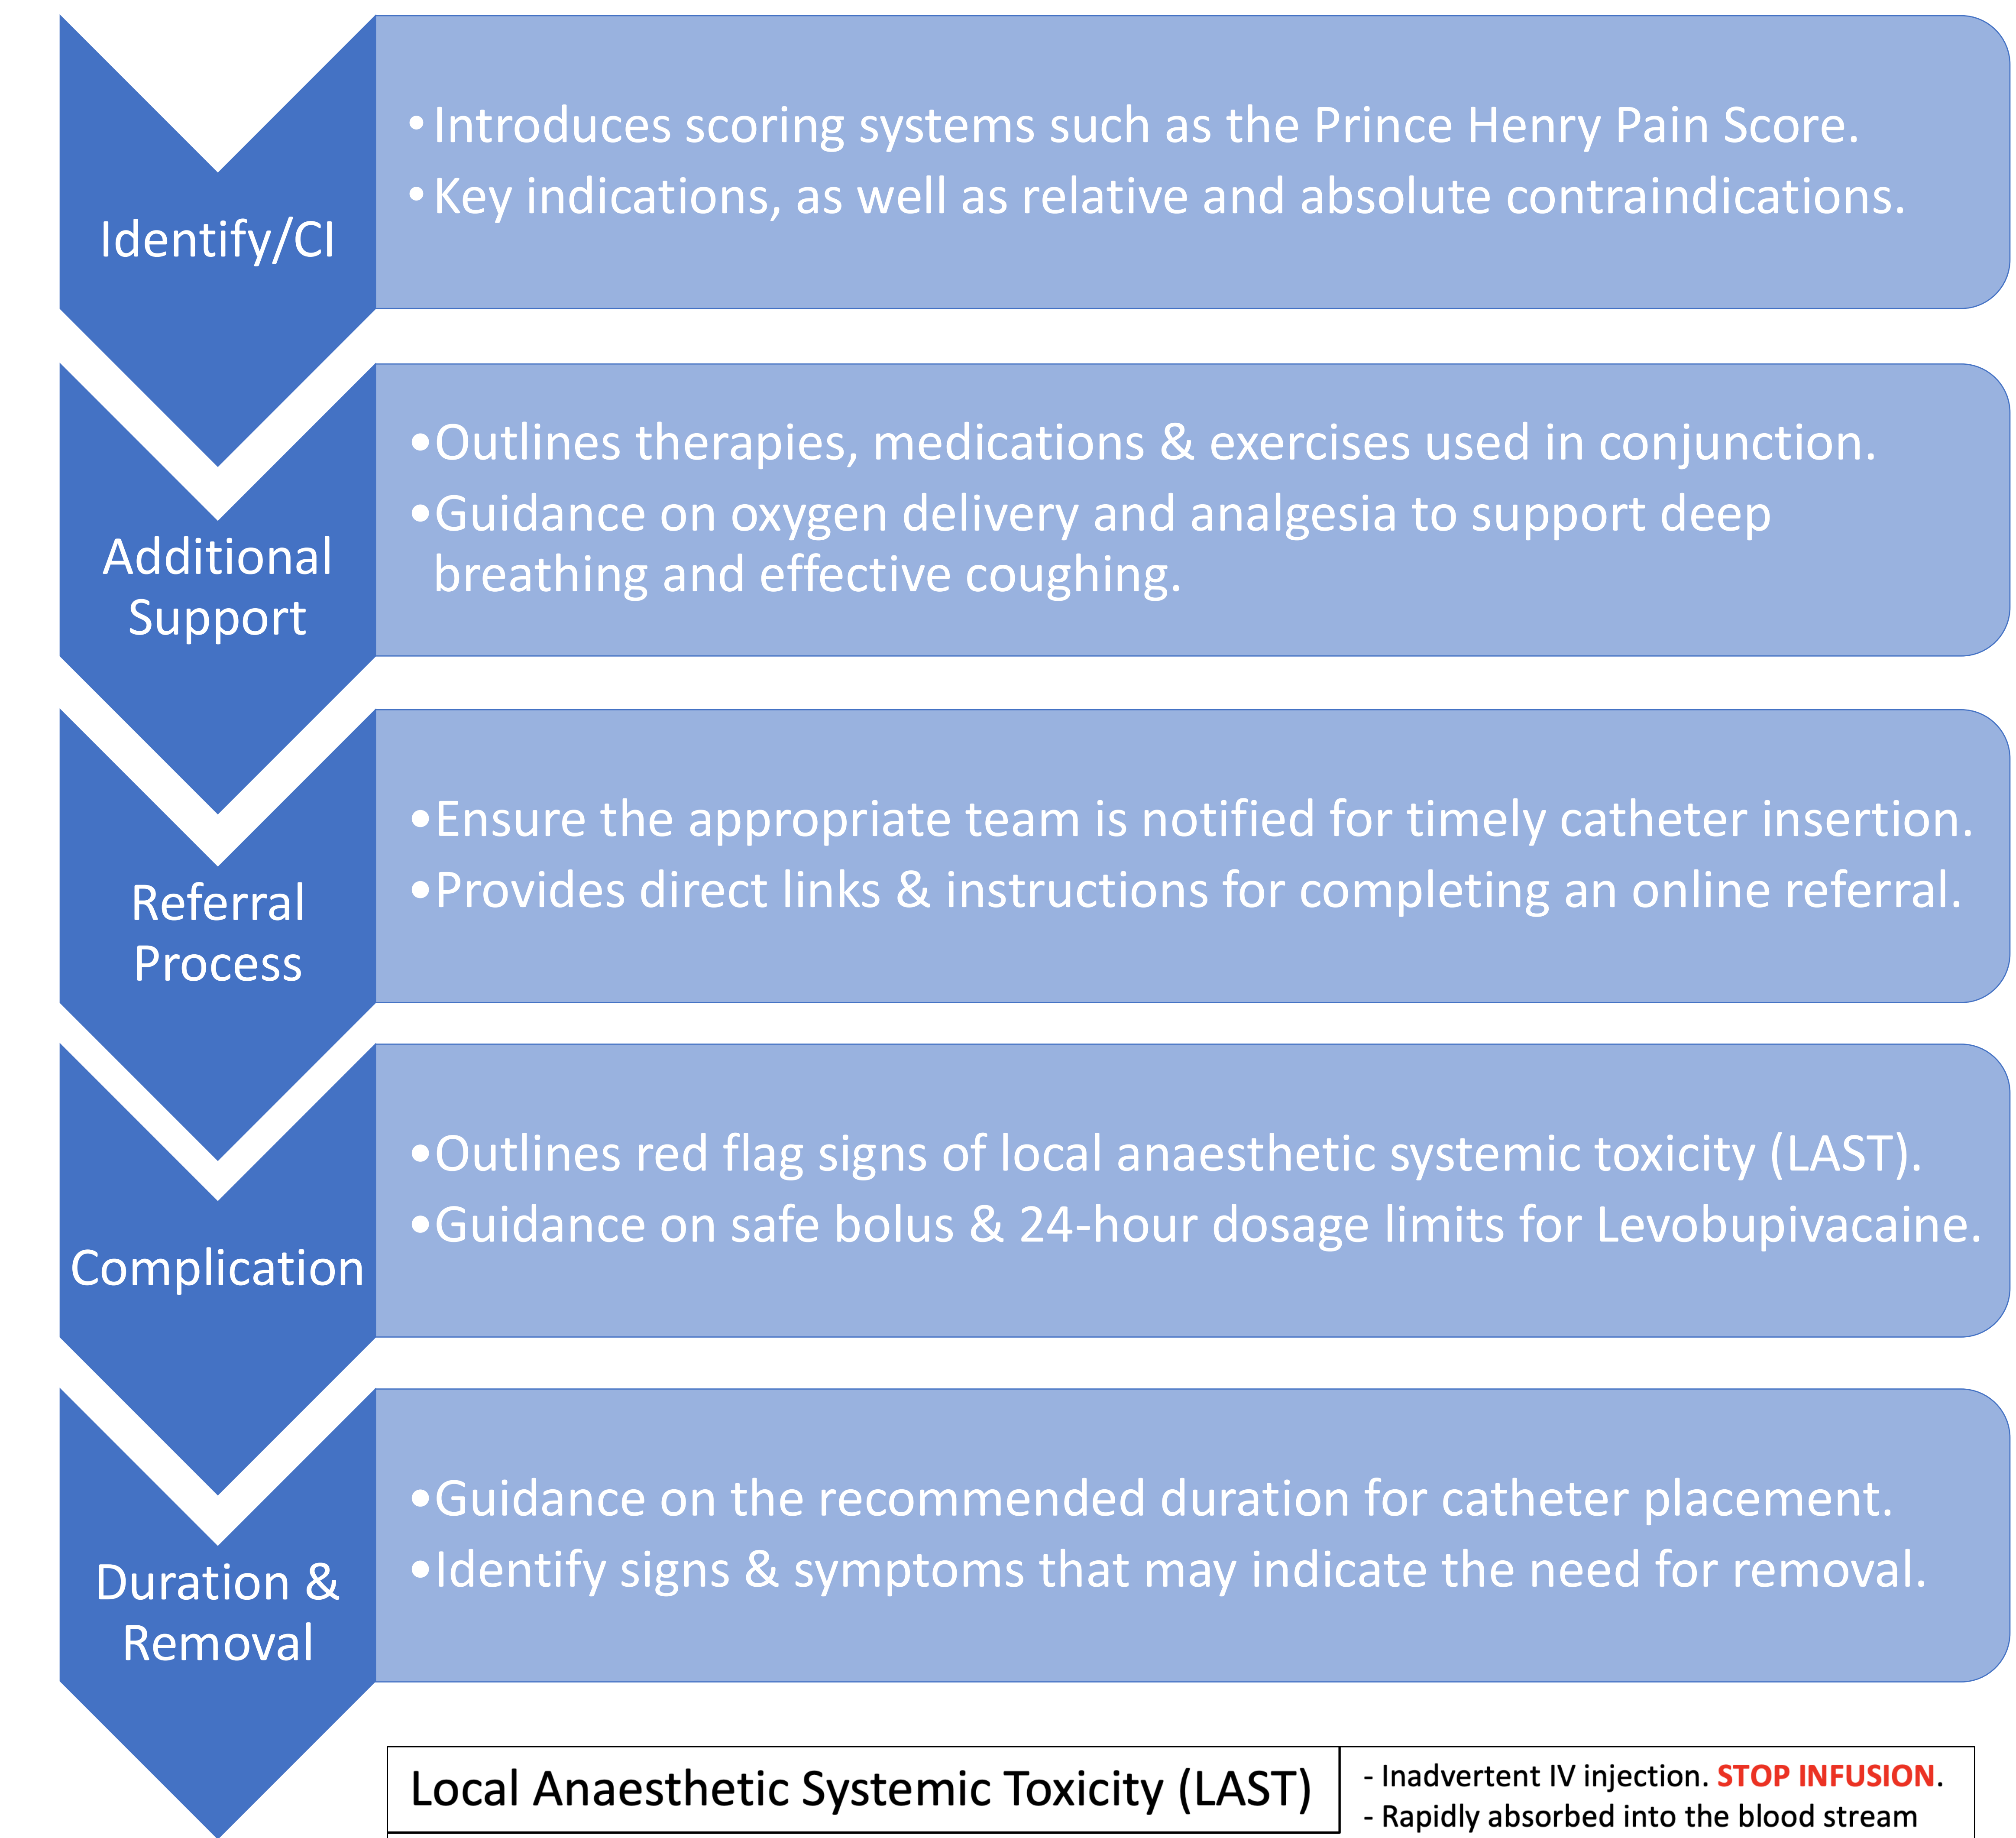 Identify/CI
• Introduces scoring systems such as the Prince Henry Pain Score.
• Key indications, as well as relative and absolute contraindications.
Additional
Support
•Outlines therapies, medications & exercises used in conjunction.
•Guidance on oxygen delivery and analgesia to support deep
breathing and effective coughing.
Referral
Process
•Ensure the appropriate team is notified for timely catheter insertion.
•Provides direct links & instructions for completing an online referral.
Complication
•Outlines red flag signs of local anaesthetic systemic toxicity (LAST).
•Guidance on safe bolus & 24-hour dosage limits for Levobupivacaine.
Duration &
Removal
•Guidance on the recommended duration for catheter placement.
•Identify signs & symptoms that may indicate the need for removal.
Local Anaesthetic Systemic Toxicity (LAST)
- Inadvertent IV injection. STOP INFUSION.
- Rapidly absorbed into the blood stream